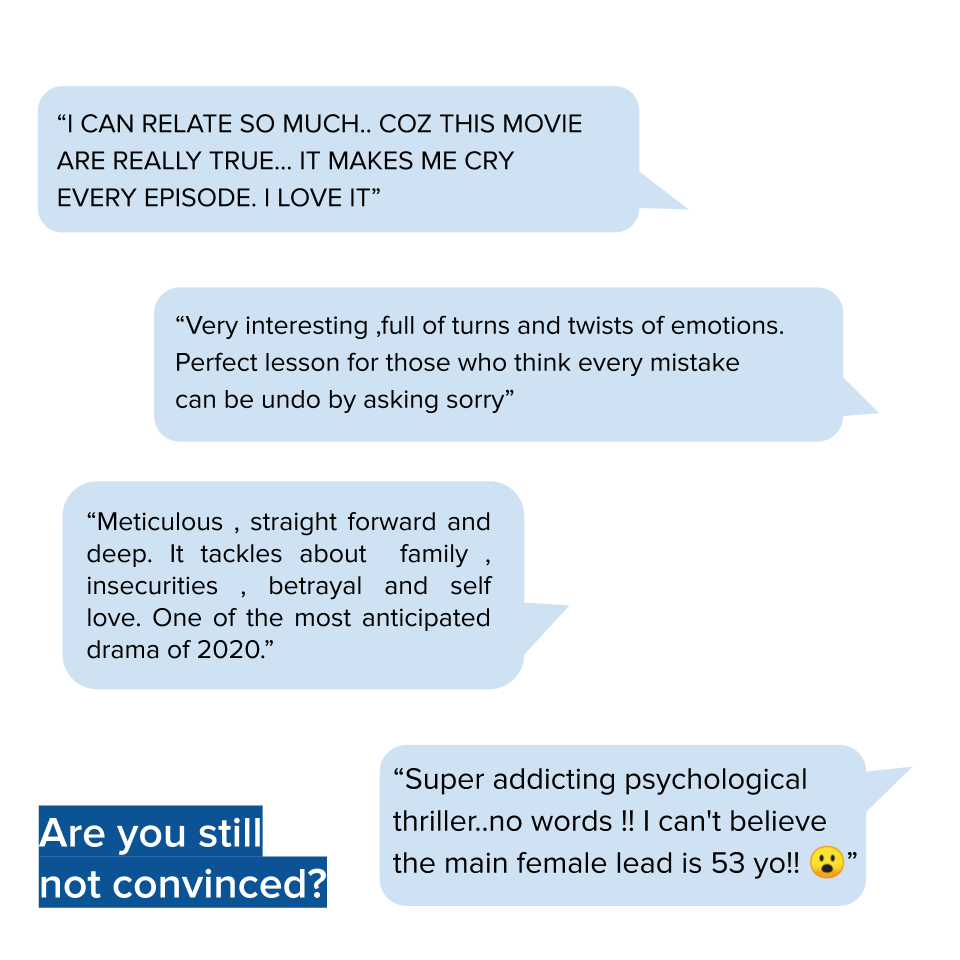 “I CAN RELATE SO MUCH.. COZ THIS MOVIE
ARE REALLY TRUE... IT MAKES ME CRY
EVERY EPISODE. I LOVE IT”
“Very interesting ,full of turns and twists of emotions.
Perfect lesson for those who think every mistake
can be undo by asking sorry”
“Meticulous , straight forward and
deep. It tackles about family ,
insecurities , betrayal and self
love. One of the most anticipated
drama of 2020.”
“Super addicting psychological
thriller..no words !! I can't believe
the main female lead is 53 yo!! 😮”
Are you still
not convinced?